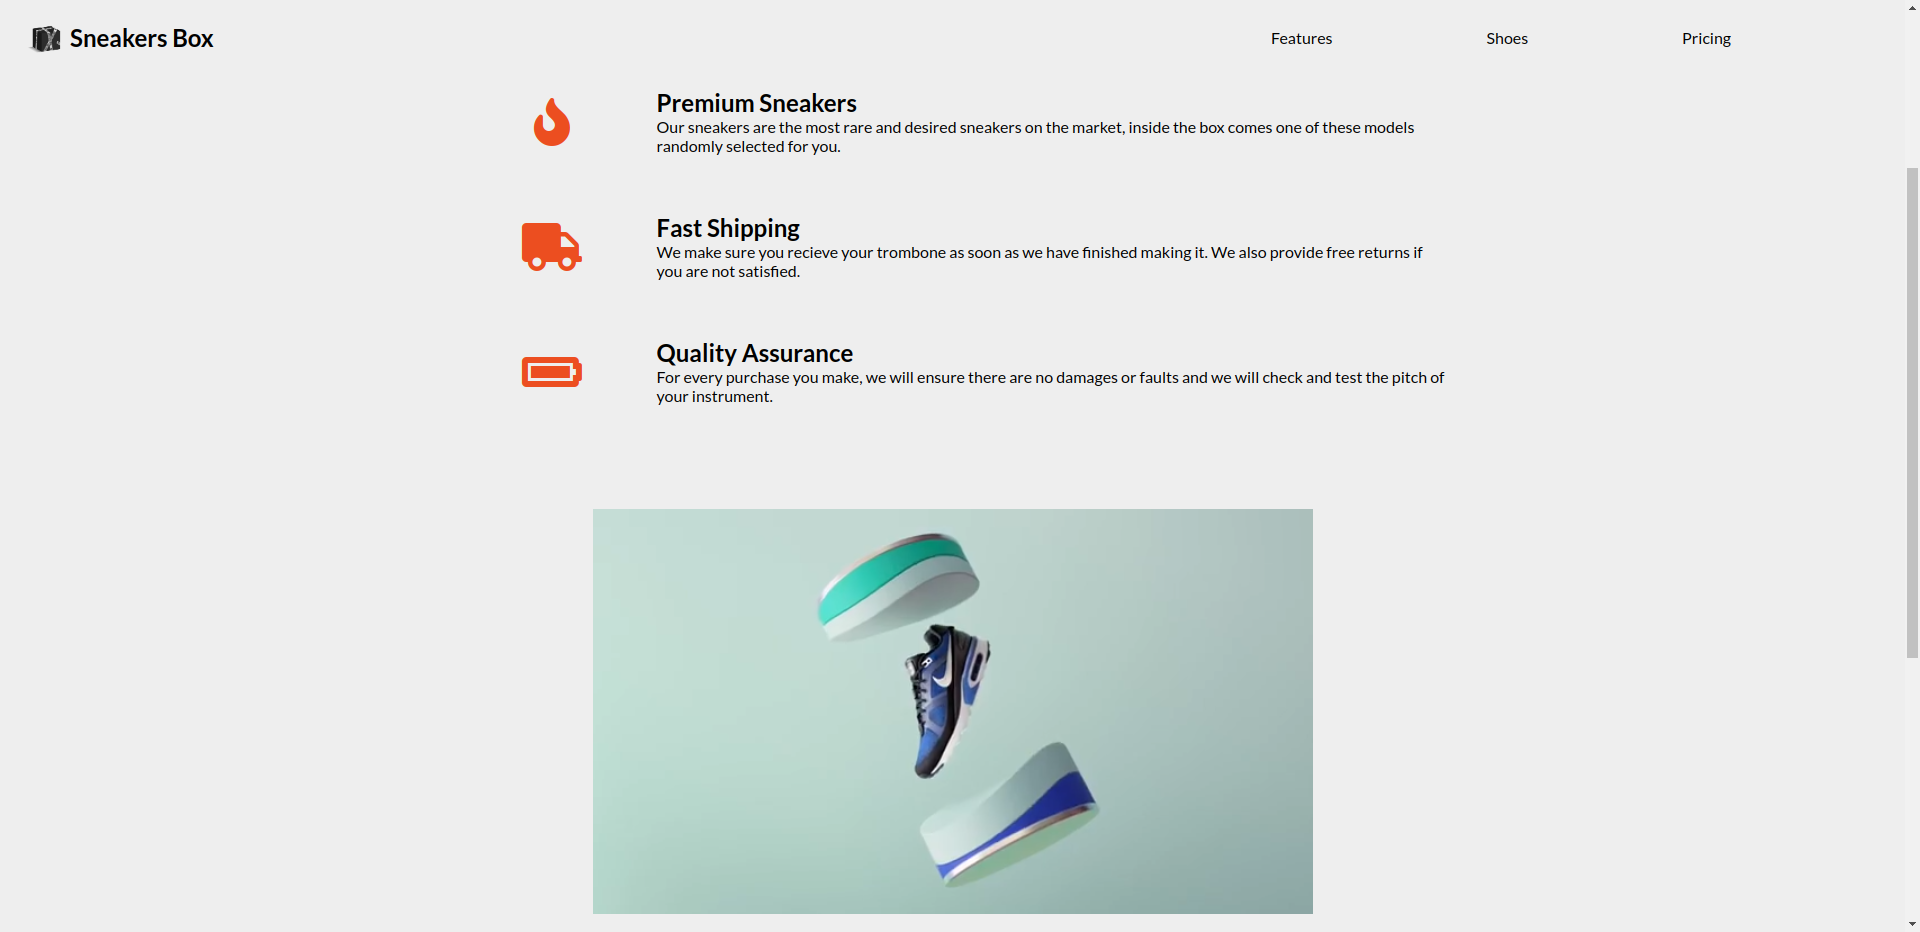 Sneakers Box
Features
Shoes
Pricing
Premium Sneakers
Our sneakers are the most rare and desired sneakers on the market, inside the box comes one of these models
randomly selected for you.
Fast Shipping
We make sure you recieve your trombone as soon as we have finished making it. We also provide free returns if
you are not satisfied.
Quality Assurance
For every purchase you make, we will ensure there are no damages or faults and we will check and test the pitch of
your instrument.